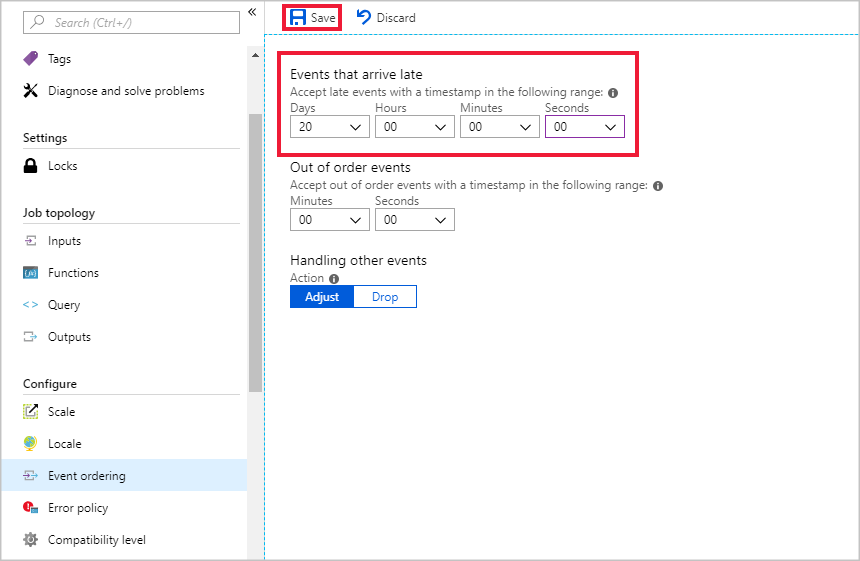 Search (Ctrl+/)
«
Tags
Diagnose and solve problems
Settings
Locks
Job topology
Inputs
Functions
Query
Outputs
Configure
Scale
Locale
Event ordering
Error policy
Compatibility level
Save Discard
Events that arrive late
Accept late events with a timestamp in the following range:
Days Hours Minutes Seconds
20 00 00 00
Out of order events
Accept out of order events with a timestamp in the following range:
Minutes Seconds
00 00
Handling other events
Action
Adjust Drop